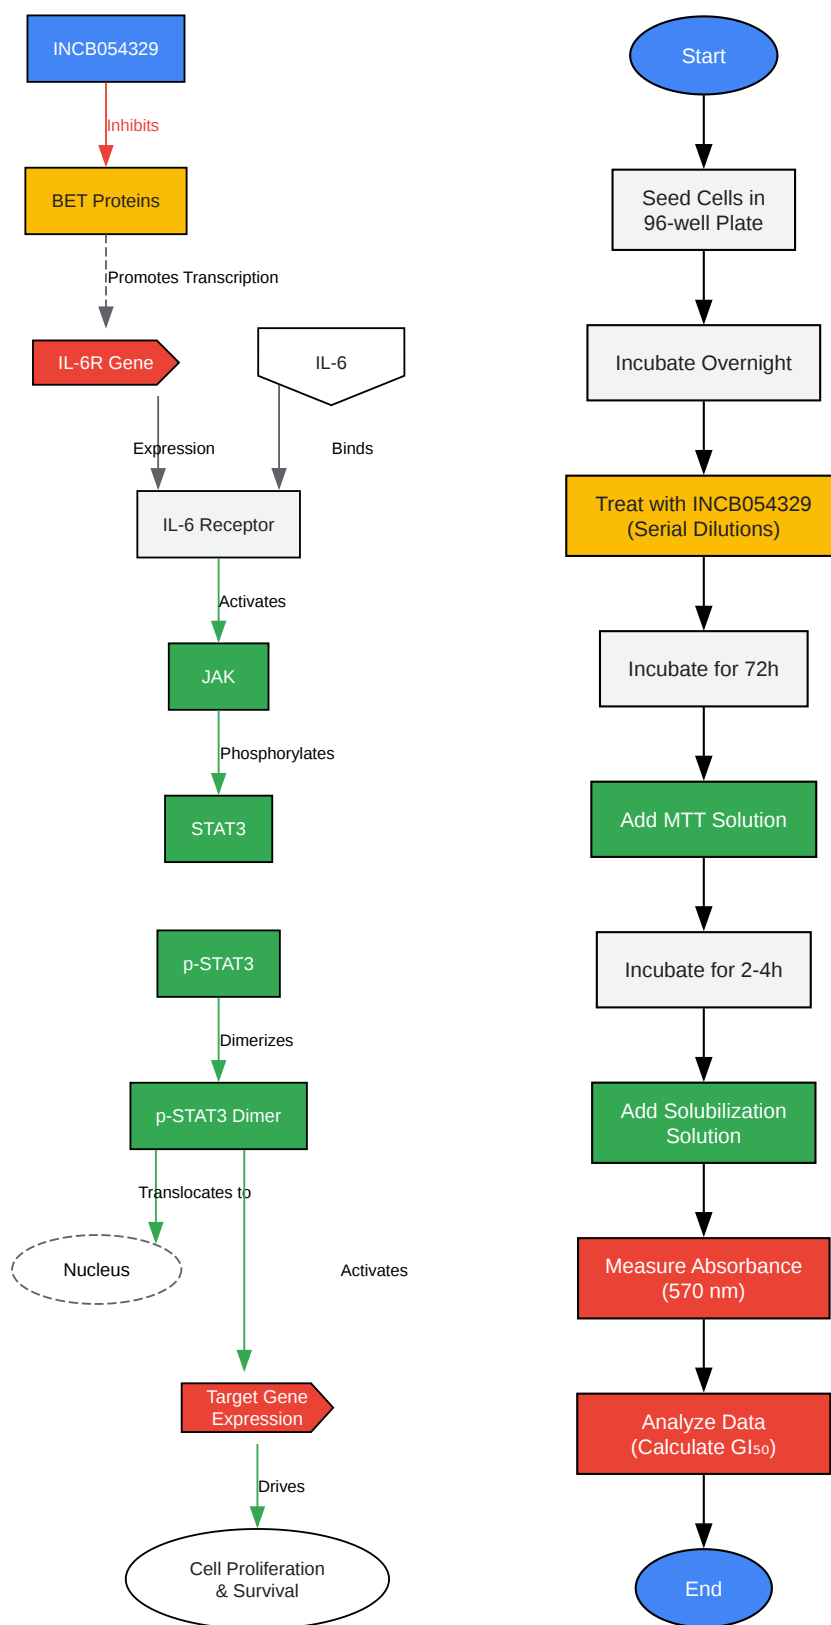 INCB054329
Inhibits
BET Proteins
Promotes Transcription
IL-6R Gene
IL-6
Expression
Binds
IL-6 Receptor
Activates
JAK
Phosphorylates
STAT3
p-STAT3
Dimerizes
p-STAT3 Dimer
Translocates to
Nucleus
Activates
Target Gene
Expression
Drives
Cell Proliferation
& Survival
Start
Seed Cells in
96-well Plate
Incubate Overnight
Treat with INCB054329
(Serial Dilutions)
Incubate for 72h
Add MTT Solution
Incubate for 2-4h
Add Solubilization
Solution
Measure Absorbance
(570 nm)
Analyze Data
(Calculate GI₅₀)
End